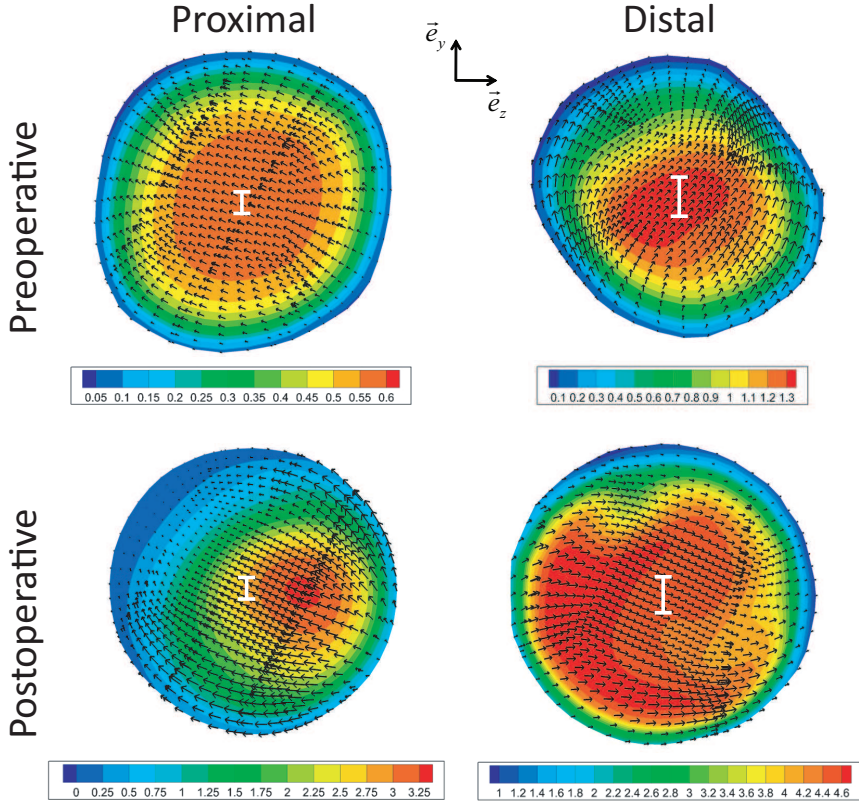 Proximal
Distal
e⃗y
e⃗z
Preoperative
0.05 0.1 0.15 0.2 0.25 0.3 0.35 0.4 0.45 0.5 0.55 0.6
0.1 0.2 0.3 0.4 0.5 0.6 0.7 0.8 0.9 1 1.1 1.2 1.3
Postoperative
0 0.25 0.5 0.75 1 1.25 1.5 1.75 2 2.25 2.5 2.75 3 3.25
1 1.2 1.4 1.6 1.8 2 2.2 2.4 2.6 2.8 3 3.2 3.4 3.6 3.8 4 4.2 4.4 4.6